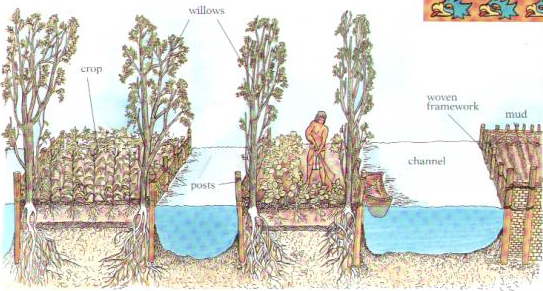 willows
crop
woven
framework
mud
channel
posts